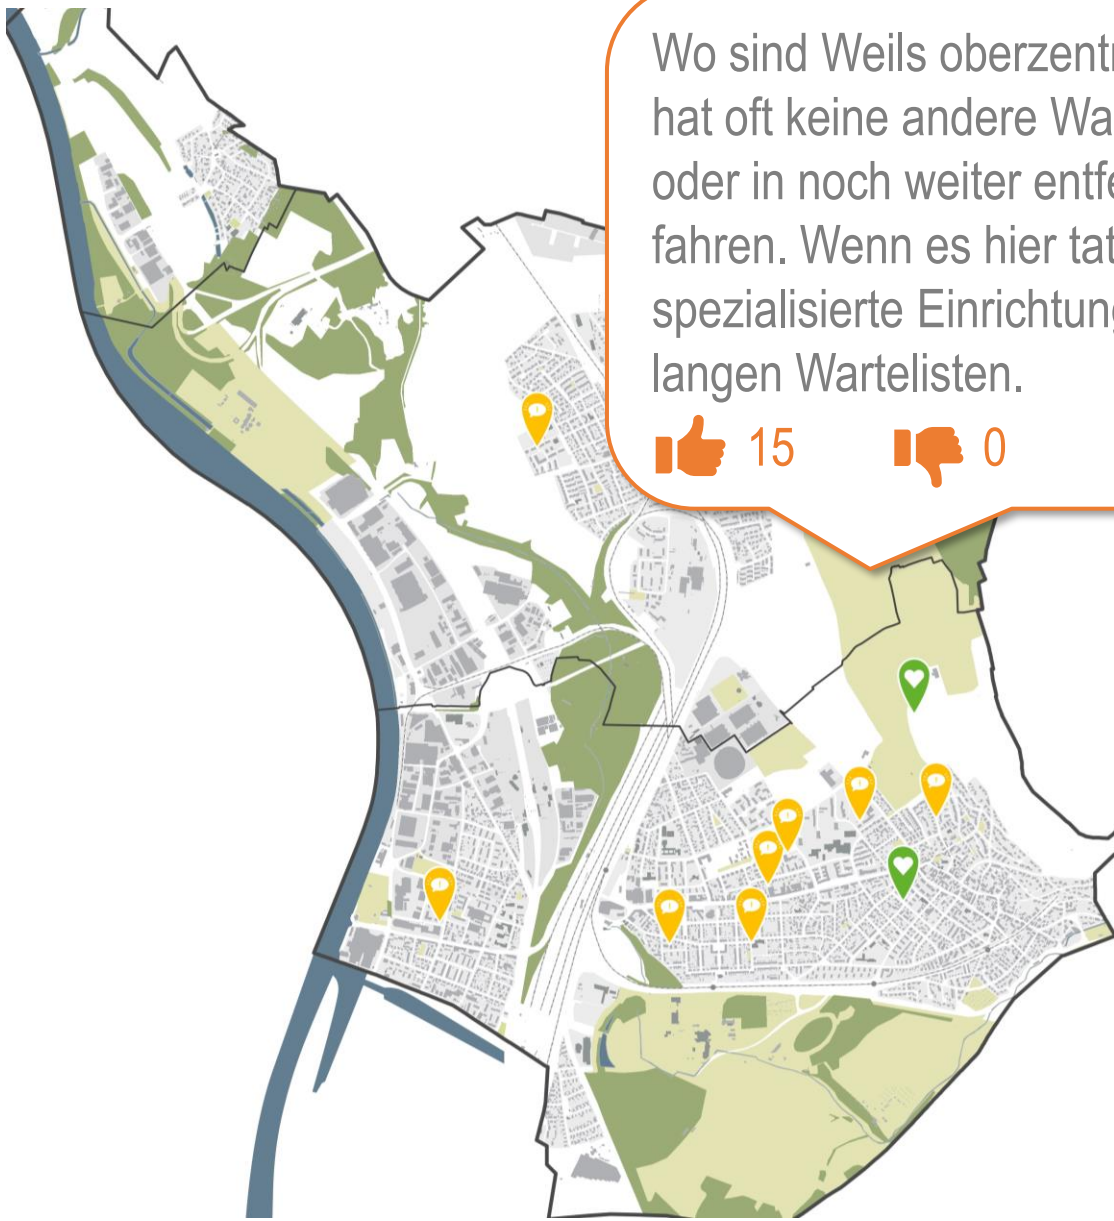 Wo sind Weils oberzentr
hat oft keine andere Wa
oder in noch weiter entfe
fahren. Wenn es hier tat
spezialisierte Einrichtung
langen Wartelisten.
15 0